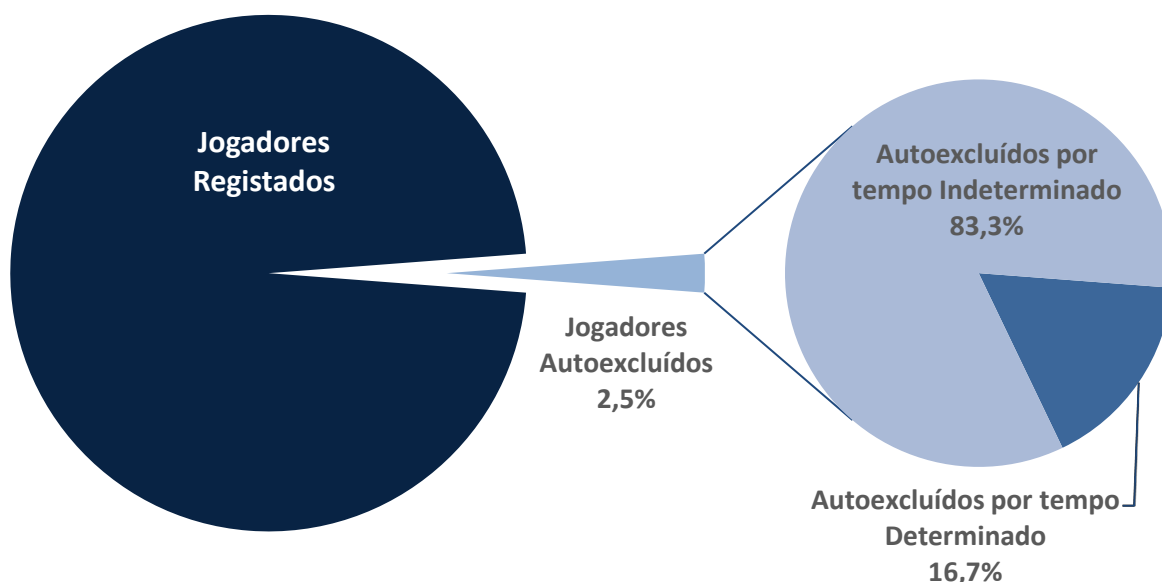 Jogadores
Registados
Jogadores
Autoexcluídos
2,5%
Autoexcluídos por
tempo Indeterminado
83,3%
Autoexcluídos por tempo
Determinado
16,7%